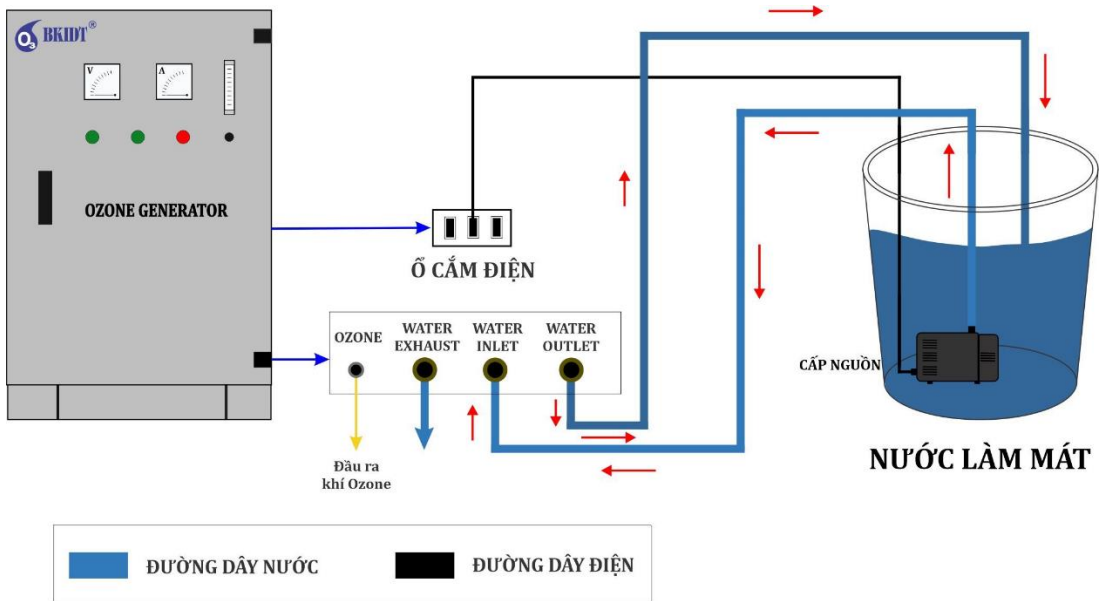 O3 BKIDT®
V
A
OZONE GENERATOR
Ổ CẮM ĐIỆN
OZONE
WATER
EXHAUST
WATER
INLET
WATER
OUTLET
Đầu ra
khí Ozone
CẤP NGUỒN
NƯỚC LÀM MÁT
ĐƯỜNG DÂY NƯỚC
ĐƯỜNG DÂY ĐIỆN